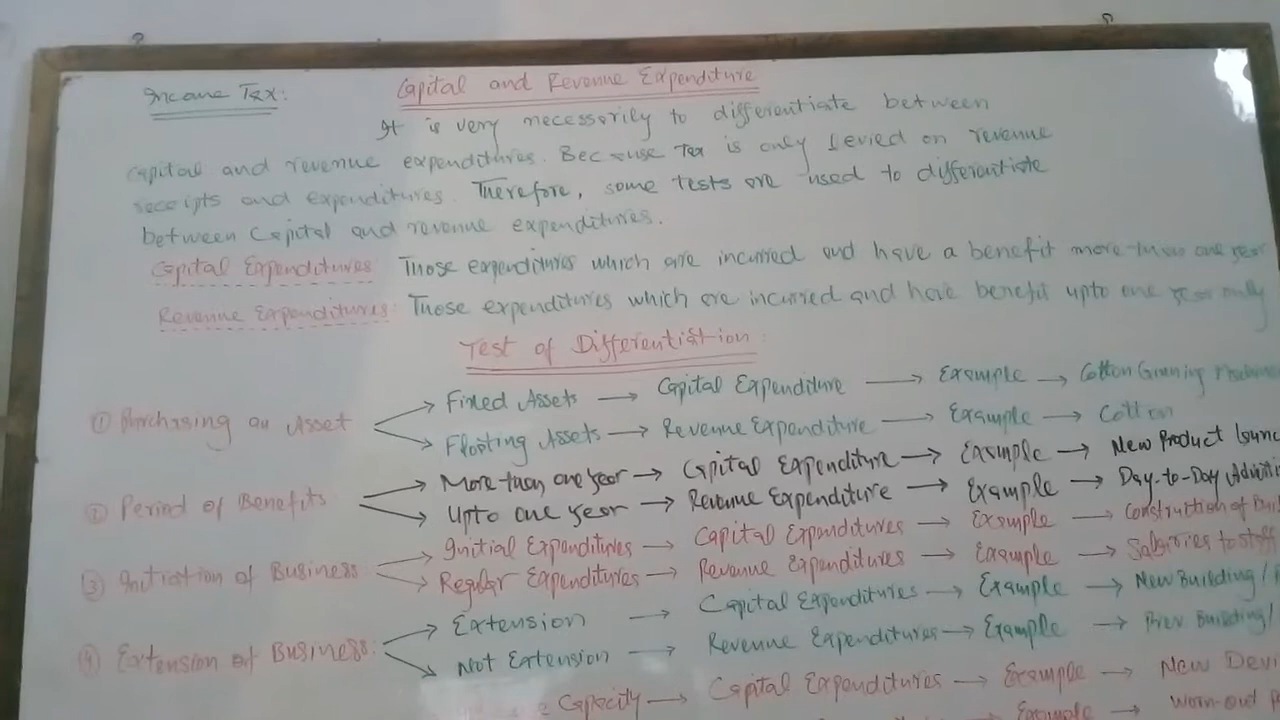 Income Tax: Capital and Revenue Expenditure
It is very necessarily to differentiate between
capital and revenue expenditures. Because Tax is only levied on revenue
receipts and expenditures. Therefore, some tests are used to differentiate
between Capital and revenue expenditures.
Capital Expenditures: Those expenditures which are incurred and have a benefit more than one year
Revenue Expenditures: Those expenditures which are incurred and have benefit upto one year only
Test of Differentiation:
① Purchasing an Asset
Fixed Assets → Capital Expenditure → Example → Cotton Ginning
Floating Assets → Revenue Expenditure → Example → Cotton
② Period of Benefits
More than one year → Capital Expenditure → Example → New Product
Upto one year → Revenue Expenditure → Example → Day-to-Day
③ Initiation of Business
Initial Expenditures → Capital Expenditures → Example → Construction of
Regular Expenditures → Revenue Expenditures → Example → Salaries to staff
④ Extension of Business:
Extension → Capital Expenditures → Example → New Building /
Not Extension → Revenue Expenditures → Example → Prev Building/
Capacity → Capital Expenditures → Example → New
Example → Worn-out